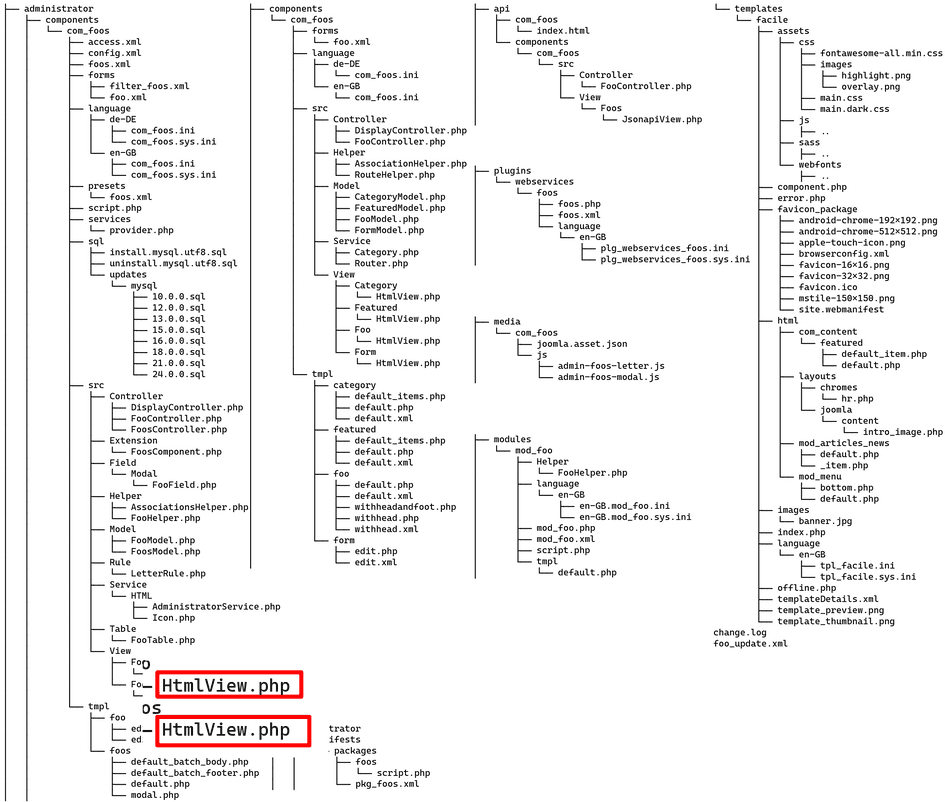 administrator
components
com_foos
access.xml
config.xml
foos.xml
forms
filter_foos.xml
foo.xml
language
de-DE
com_foos.ini
com_foos.sys.ini
en-GB
com_foos.ini
com_foos.sys.ini
presets
foos.xml
script.php
services
provider.php
sql
install.mysql.utf8.sql
uninstall.mysql.utf8.sql
updates
mysql
10.0.0.sql
12.0.0.sql
13.0.0.sql
15.0.0.sql
16.0.0.sql
18.0.0.sql
21.0.0.sql
24.0.0.sql
src
Controller
DisplayController.php
FooController.php
FoosController.php
Extension
FoosComponent.php
Field
Modal
FooField.php
Helper
AssociationsHelper.php
FooHelper.php
Model
FooModel.php
FoosModel.php
Rule
LetterRule.php
Service
HTML
AdministratorService.php
Icon.php
Table
FooTable.php
View
Fo o
HtmlView.php
Fo os
HtmlView.php
tmpl
foo
ed
ed
foos
default_batch_body.php
default_batch_footer.php
default.php
modal.php
components
com_foos
forms
foo.xml
language
de-DE
com_foos.ini
en-GB
com_foos.ini
src
Controller
DisplayController.php
FooController.php
Helper
AssociationHelper.php
RouteHelper.php
Model
CategoryModel.php
FeaturedModel.php
FooModel.php
FormModel.php
Service
Category.php
Router.php
View
Category
HtmlView.php
Featured
HtmlView.php
Foo
HtmlView.php
Form
HtmlView.php
tmpl
category
default_items.php
default.php
default.xml
featured
default_items.php
default.php
default.xml
foo
default.php
default.xml
withheadandfoot.php
withhead.php
withhead.xml
form
edit.php
edit.xml
trator
ifests
packages
foos
script.php
pkg_foos.xml
api
com_foos
index.html
components
com_foos
src
Controller
FooController.php
View
Foos
JsonapiView.php
plugins
webservices
foos
foos.php
foos.xml
language
en-GB
plg_webservices_foos.ini
plg_webservices_foos.sys.ini
media
com_foos
joomla.asset.json
js
admin-foos-letter.js
admin-foos-modal.js
modules
mod_foo
Helper
FooHelper.php
language
en-GB
en-GB.mod_foo.ini
en-GB.mod_foo.sys.ini
mod_foo.php
mod_foo.xml
script.php
tmpl
default.php
templates
facile
assets
css
fontawesome-all.min.css
images
highlight.png
overlay.png
main.css
main.dark.css
js
..
sass
..
webfonts
..
component.php
error.php
favicon_package
android-chrome-192×192.png
android-chrome-512×512.png
apple-touch-icon.png
browserconfig.xml
favicon-16×16.png
favicon-32×32.png
favicon.ico
mstile-150×150.png
site.webmanifest
html
com_content
featured
default_item.php
default.php
layouts
chromes
hr.php
joomla
content
intro_image.php
mod_articles_news
default.php
_item.php
mod_menu
bottom.php
default.php
images
banner.jpg
index.php
language
en-GB
tpl_facile.ini
tpl_facile.sys.ini
offline.php
templateDetails.xml
template_preview.png
template_thumbnail.png
change.log
foo_update.xml